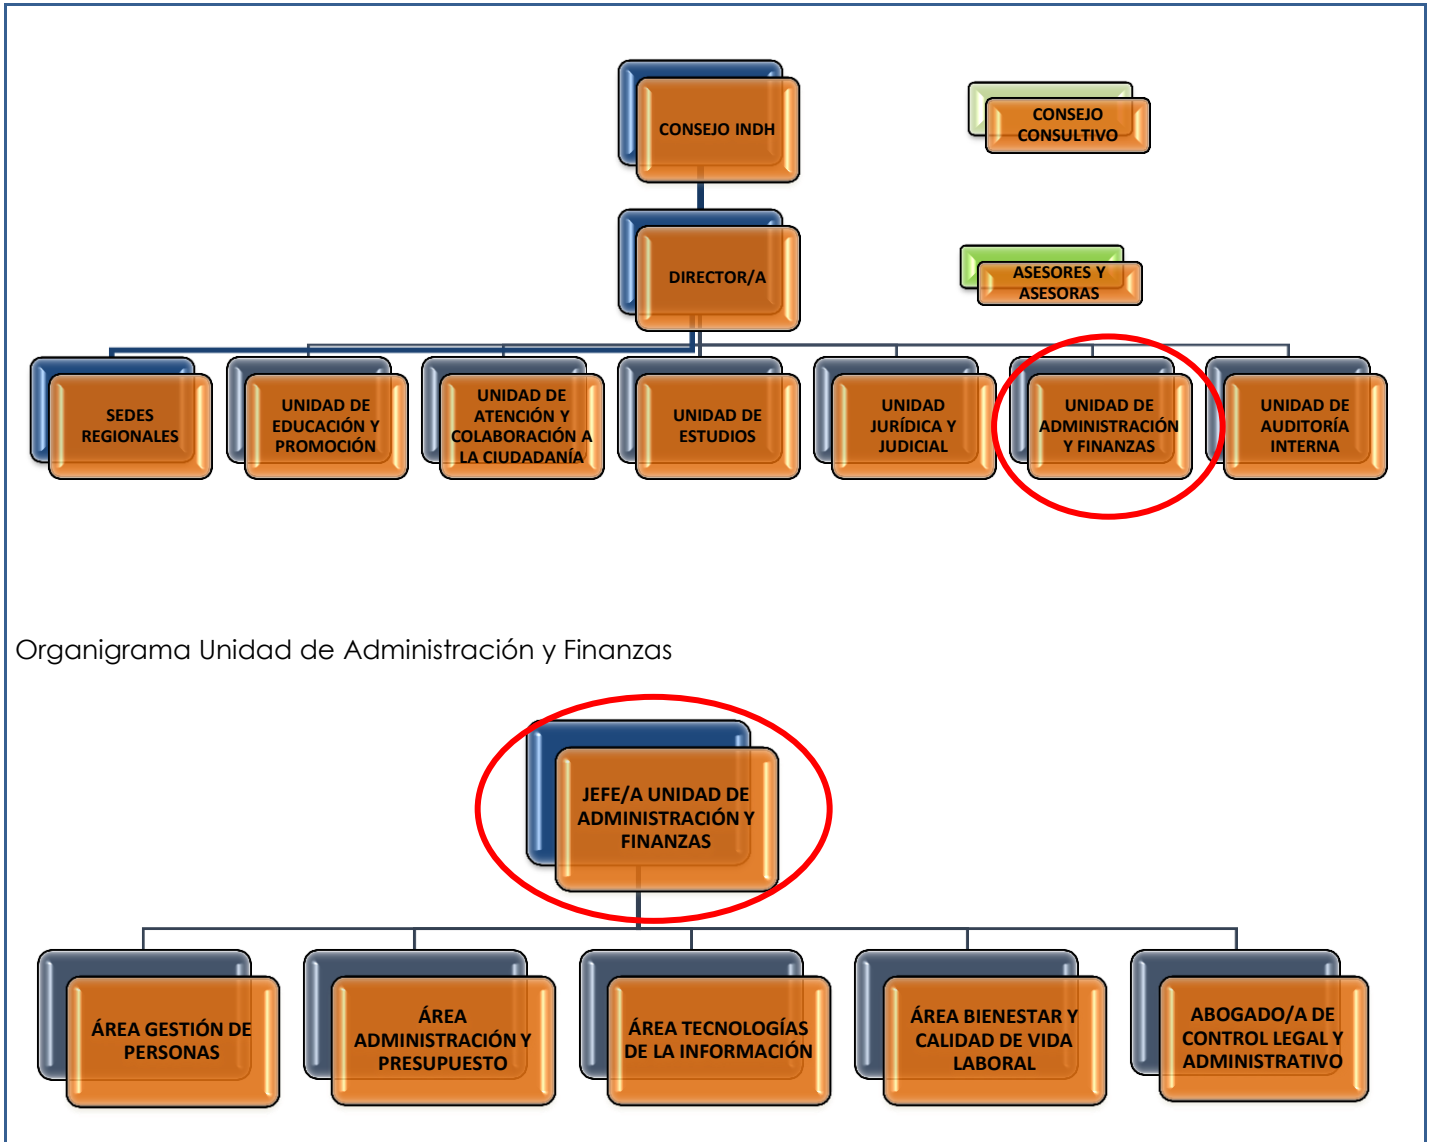 CONSEJO INDH
CONSEJO
CONSULTIVO
DIRECTOR/A
ASESORES Y
ASESORAS
SEDES
REGIONALES
UNIDAD DE
EDUCACIÓN Y
PROMOCIÓN
UNIDAD DE
ATENCIÓN Y
COLABORACIÓN A
LA CIUDADANÍA
UNIDAD DE
ESTUDIOS
UNIDAD
JURÍDICA Y
JUDICIAL
UNIDAD DE
ADMINISTRACIÓN
Y FINANZAS
UNIDAD DE
AUDITORÍA
INTERNA
Organigrama Unidad de Administración y Finanzas
JEFE/A UNIDAD DE
ADMINISTRACIÓN Y
FINANZAS
ÁREA GESTIÓN DE
PERSONAS
ÁREA
ADMINISTRACIÓN Y
PRESUPUESTO
ÁREA TECNOLOGÍAS
DE LA INFORMACIÓN
ÁREA BIENESTAR Y
CALIDAD DE VIDA
LABORAL
ABOGADO/A DE
CONTROL LEGAL Y
ADMINISTRATIVO